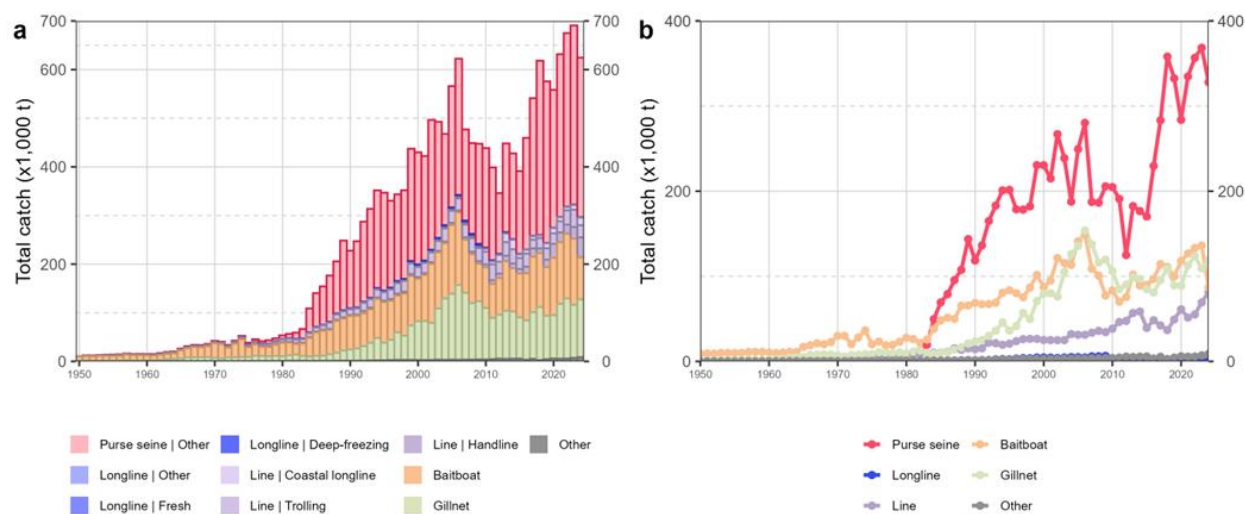 a
Total catch (x1,000 t)
700
600
400
200
0
700
600
400
200
0
1950 1960 1970 1980 1990 2000 2010 2020
b
Total catch (x1,000 t)
400
200
0
400
200
0
1950 1960 1970 1980 1990 2000 2010 2020
Purse seine | Other Longline | Deep-freezing Line | Handline Other
Longline | Other Line | Coastal longline Baitboat
Longline | Fresh Line | Trolling Gillnet
Purse seine Baitboat
Longline Gillnet
Line Other